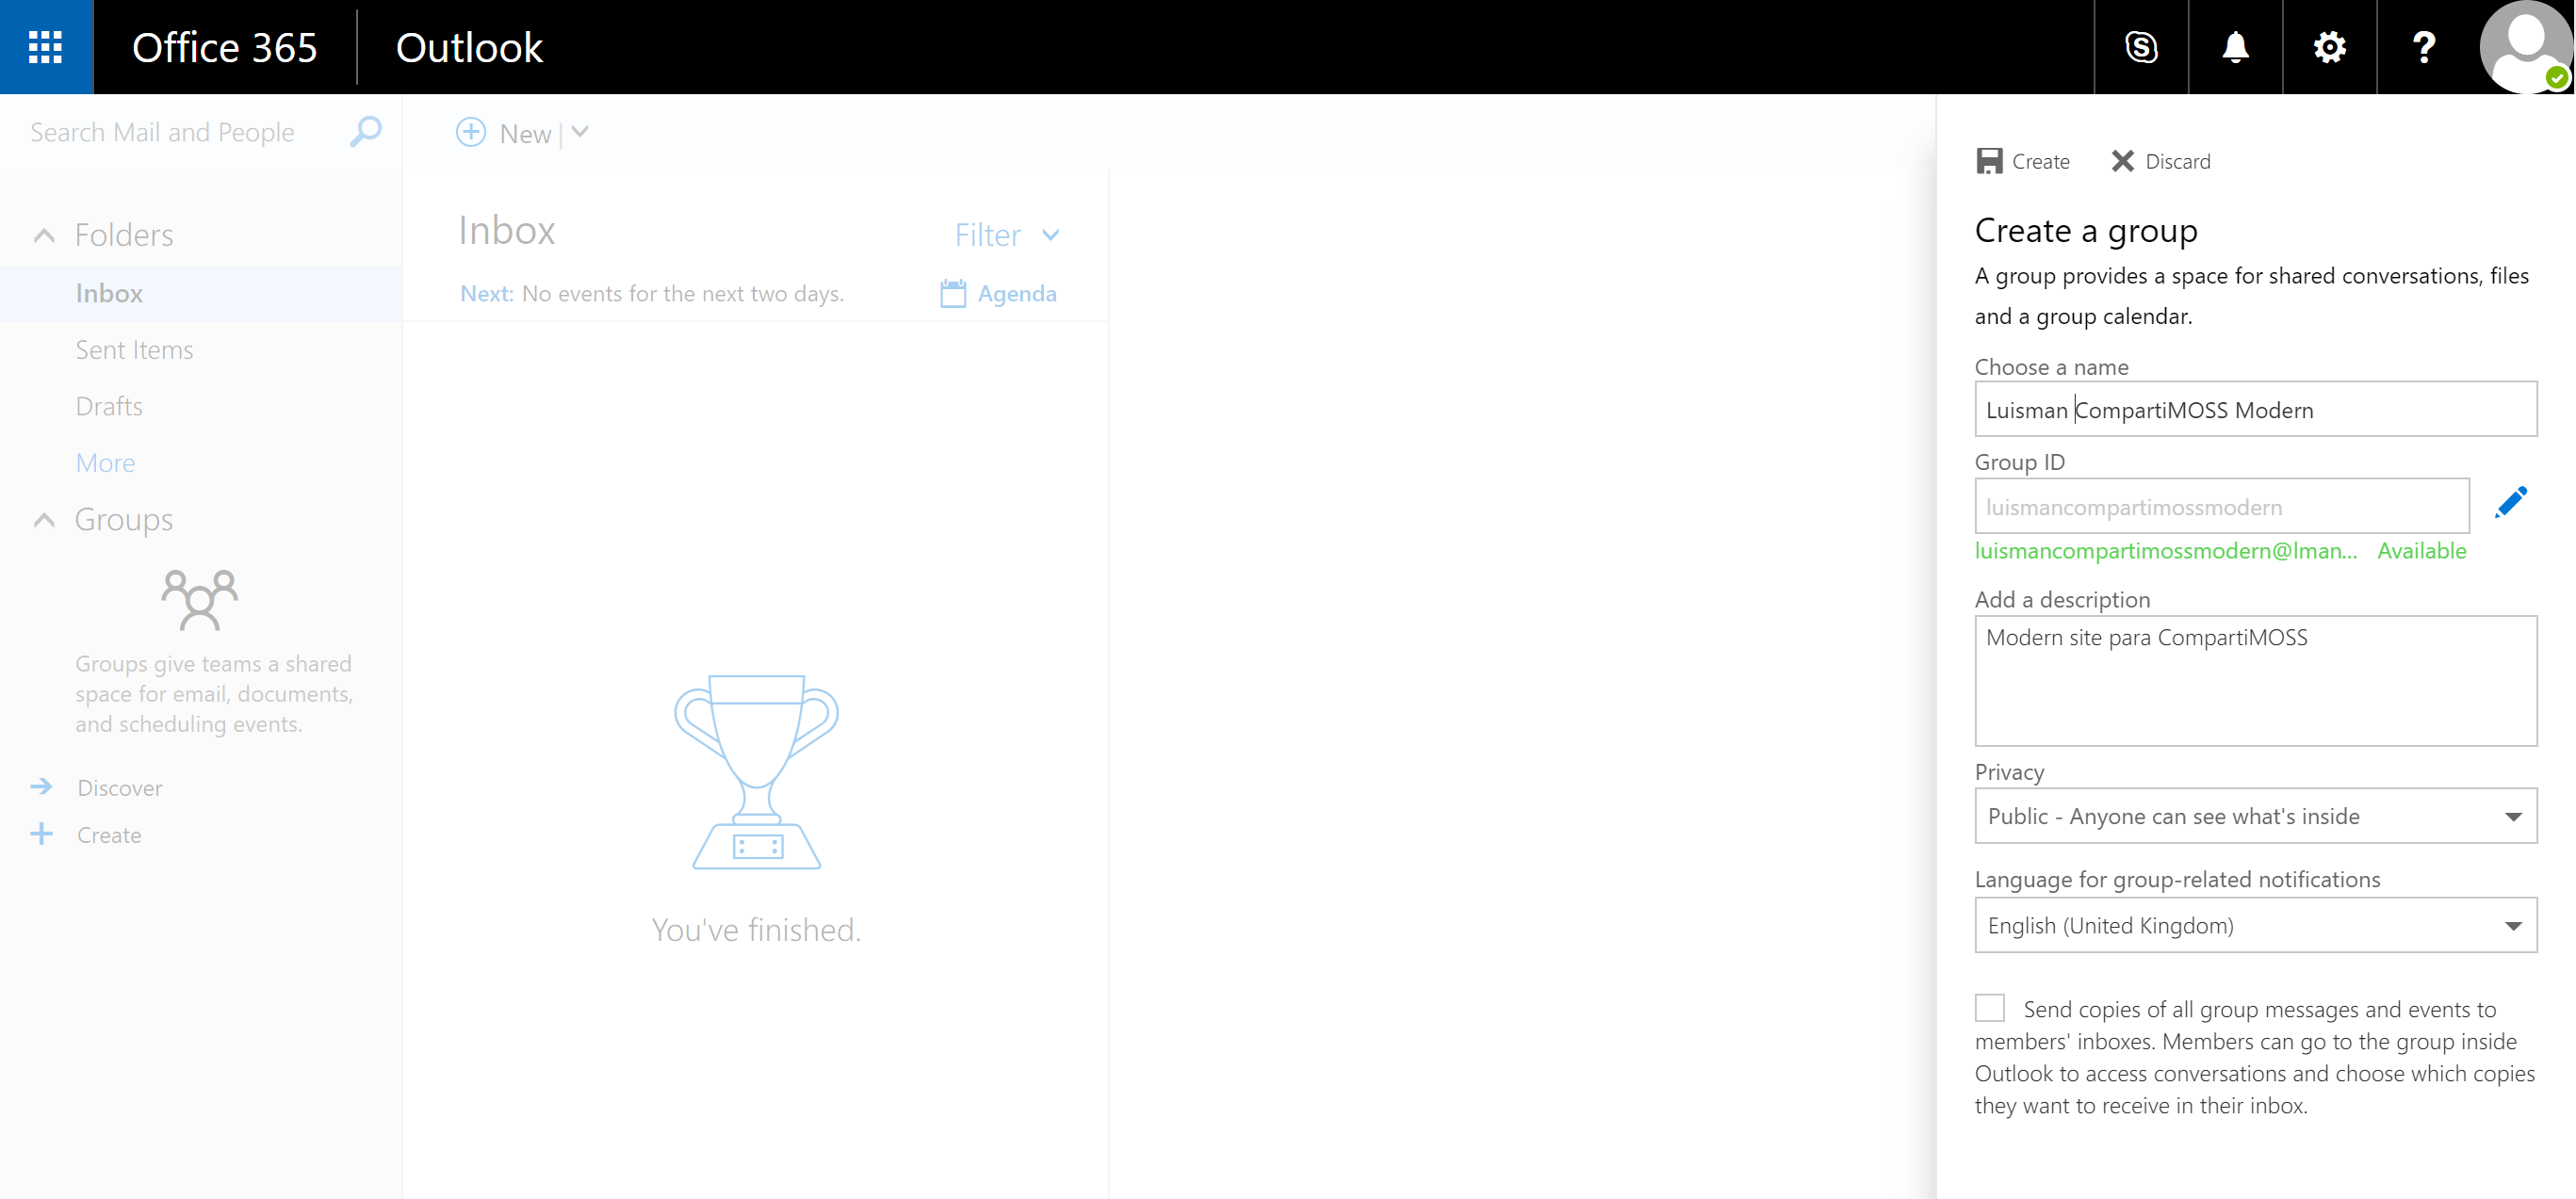 Office 365
Outlook
Search Mail and People
New
Folders
Inbox
Sent Items
Drafts
More
Groups
Groups give teams a shared
space for email, documents,
and scheduling events.
Discover
Create
Inbox
Filter
Next: No events for the next two days.
Agenda
You've finished.
Create
Discard
Create a group
A group provides a space for shared conversations, files
and a group calendar.
Choose a name
Luisman CompartiMOSS Modern
Group ID
luismancompartimossmodern
luismancompartimossmodern@lman... Available
Add a description
Modern site para CompartiMOSS
Privacy
Public - Anyone can see what's inside
Language for group-related notifications
English (United Kingdom)
Send copies of all group messages and events to
members' inboxes. Members can go to the group inside
Outlook to access conversations and choose which copies
they want to receive in their inbox.